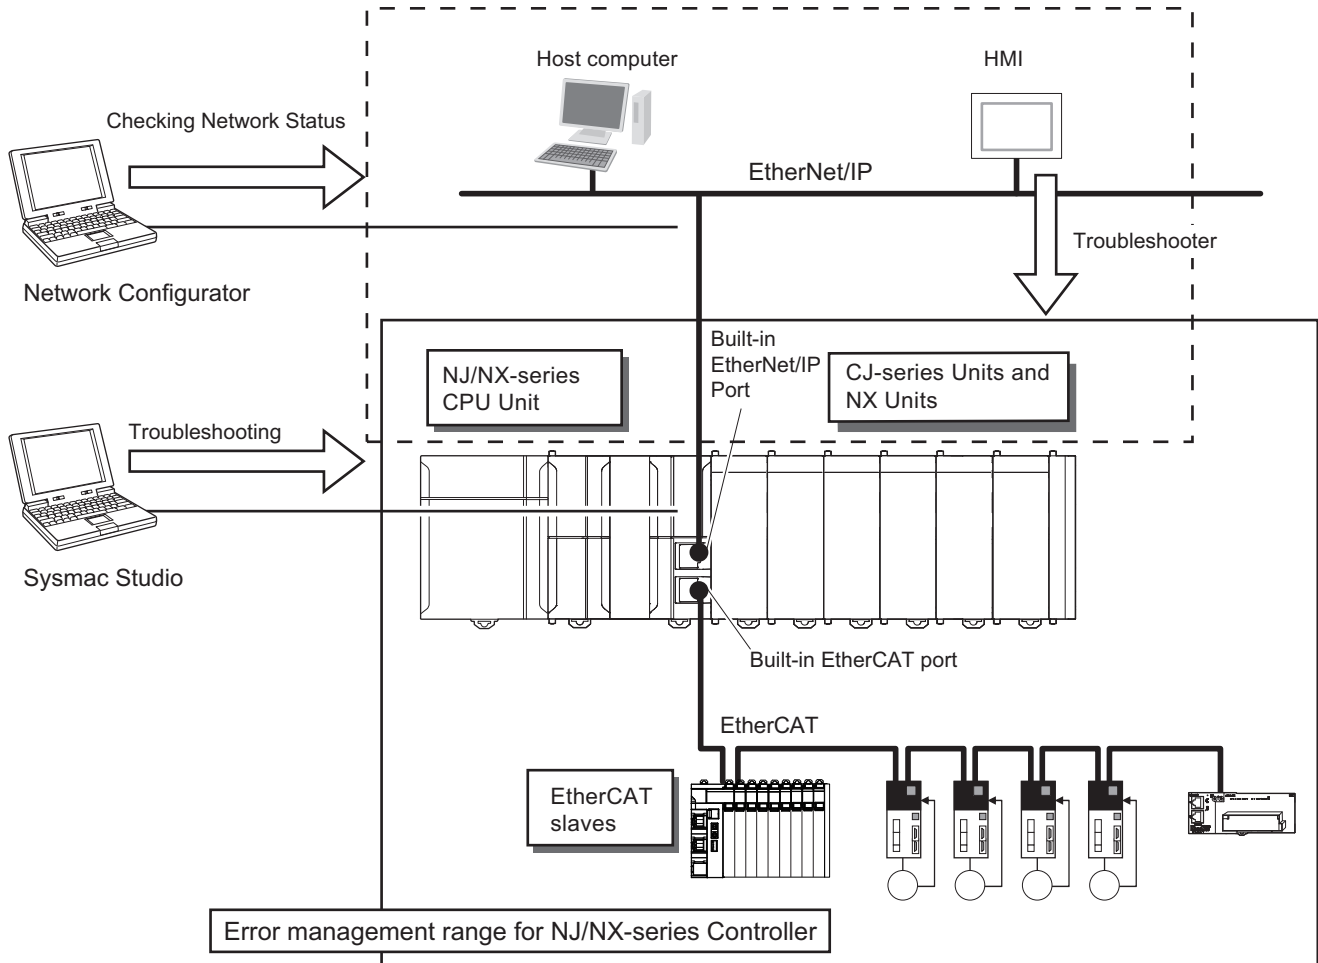 Host computer
HMI
Checking Network Status
EtherNet/IP
Troubleshooter
Network Configurator
Built-in
EtherNet/IP
Port
NJ/NX-series
CPU Unit
CJ-series Units and
NX Units
Troubleshooting
Sysmac Studio
Built-in EtherCAT port
EtherCAT
EtherCAT
slaves
Error management range for NJ/NX-series Controller